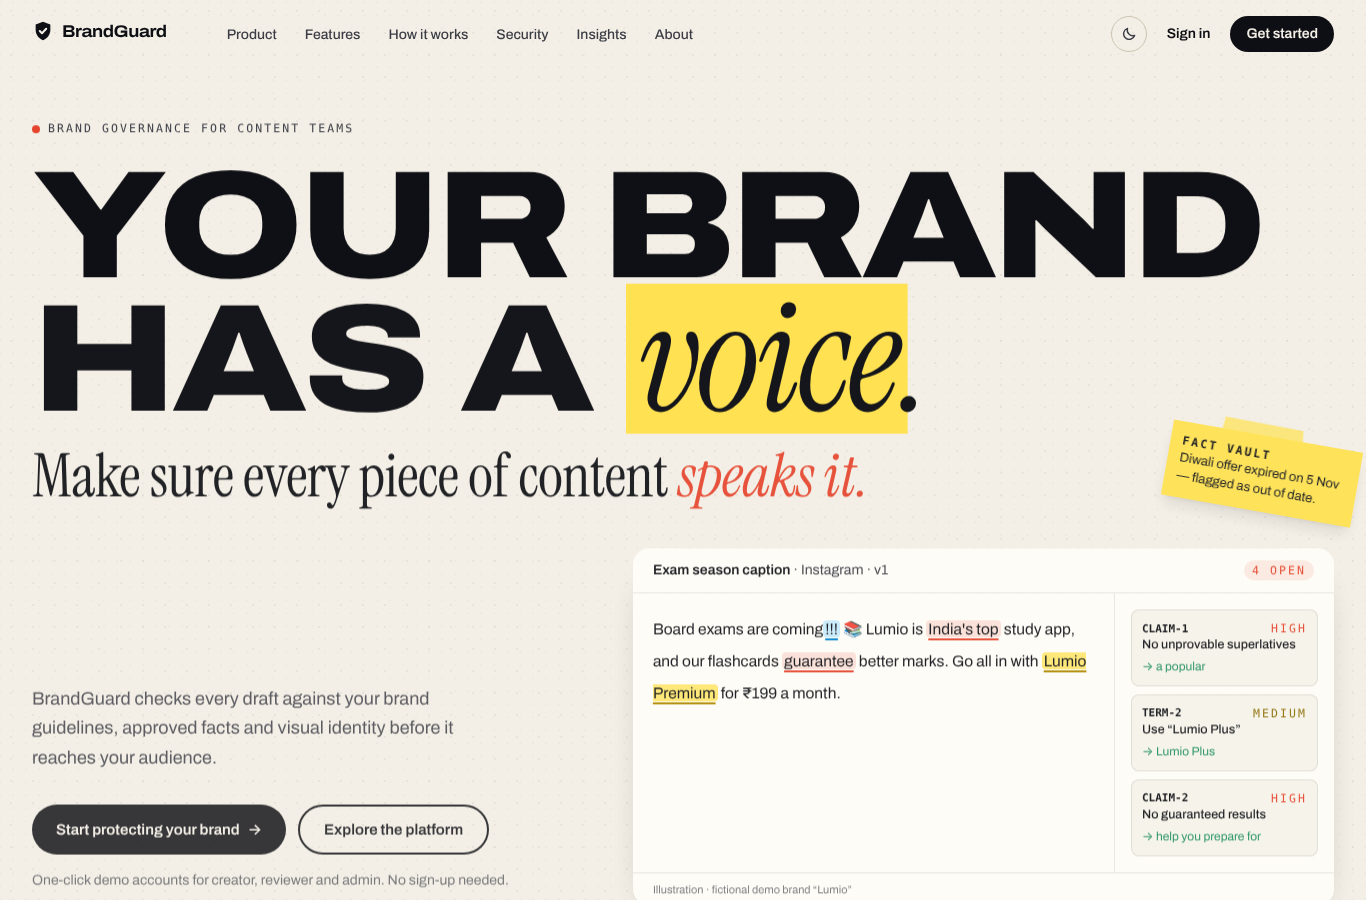 BrandGuard
Product
Features
How it works
Security
Insights
About
Sign in
Get started
BRAND GOVERNANCE FOR CONTENT TEAMS
YOUR BRAND
HAS A voice.
Make sure every piece of content speaks it.
FACT VAULT
Diwali offer expired on 5 Nov
— flagged as out of date.
BrandGuard checks every draft against your brand
guidelines, approved facts and visual identity before it
reaches your audience.
Start protecting your brand →
Explore the platform
One-click demo accounts for creator, reviewer and admin. No sign-up needed.
Exam season caption · Instagram · v1
4 OPEN
Board exams are coming!!! 📚 Lumio is India's top study app,
and our flashcards guarantee better marks. Go all in with Lumio
Premium for ₹199 a month.
CLAIM-1 HIGH
No unprovable superlatives
→ a popular
TERM-2 MEDIUM
Use “Lumio Plus”
→ Lumio Plus
CLAIM-2 HIGH
No guaranteed results
→ help you prepare for
Illustration · fictional demo brand “Lumio”